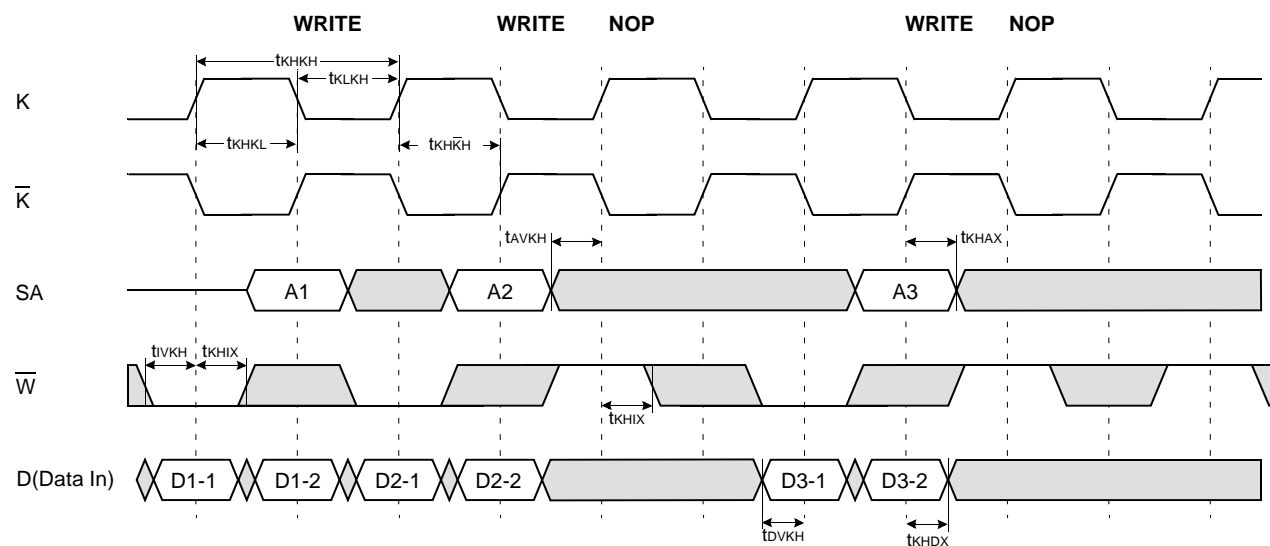 WRITE WRITE NOP WRITE NOP
tKHKH
tKLKH
K
tKHKL tKHK̅H
K̅
tAVKH tKHAX
SA A1 A2 A3
tIVKH tKHIX
W̅
tKHIX
D(Data In) D1-1 D1-2 D2-1 D2-2 D3-1 D3-2
tDVKH tKHDX